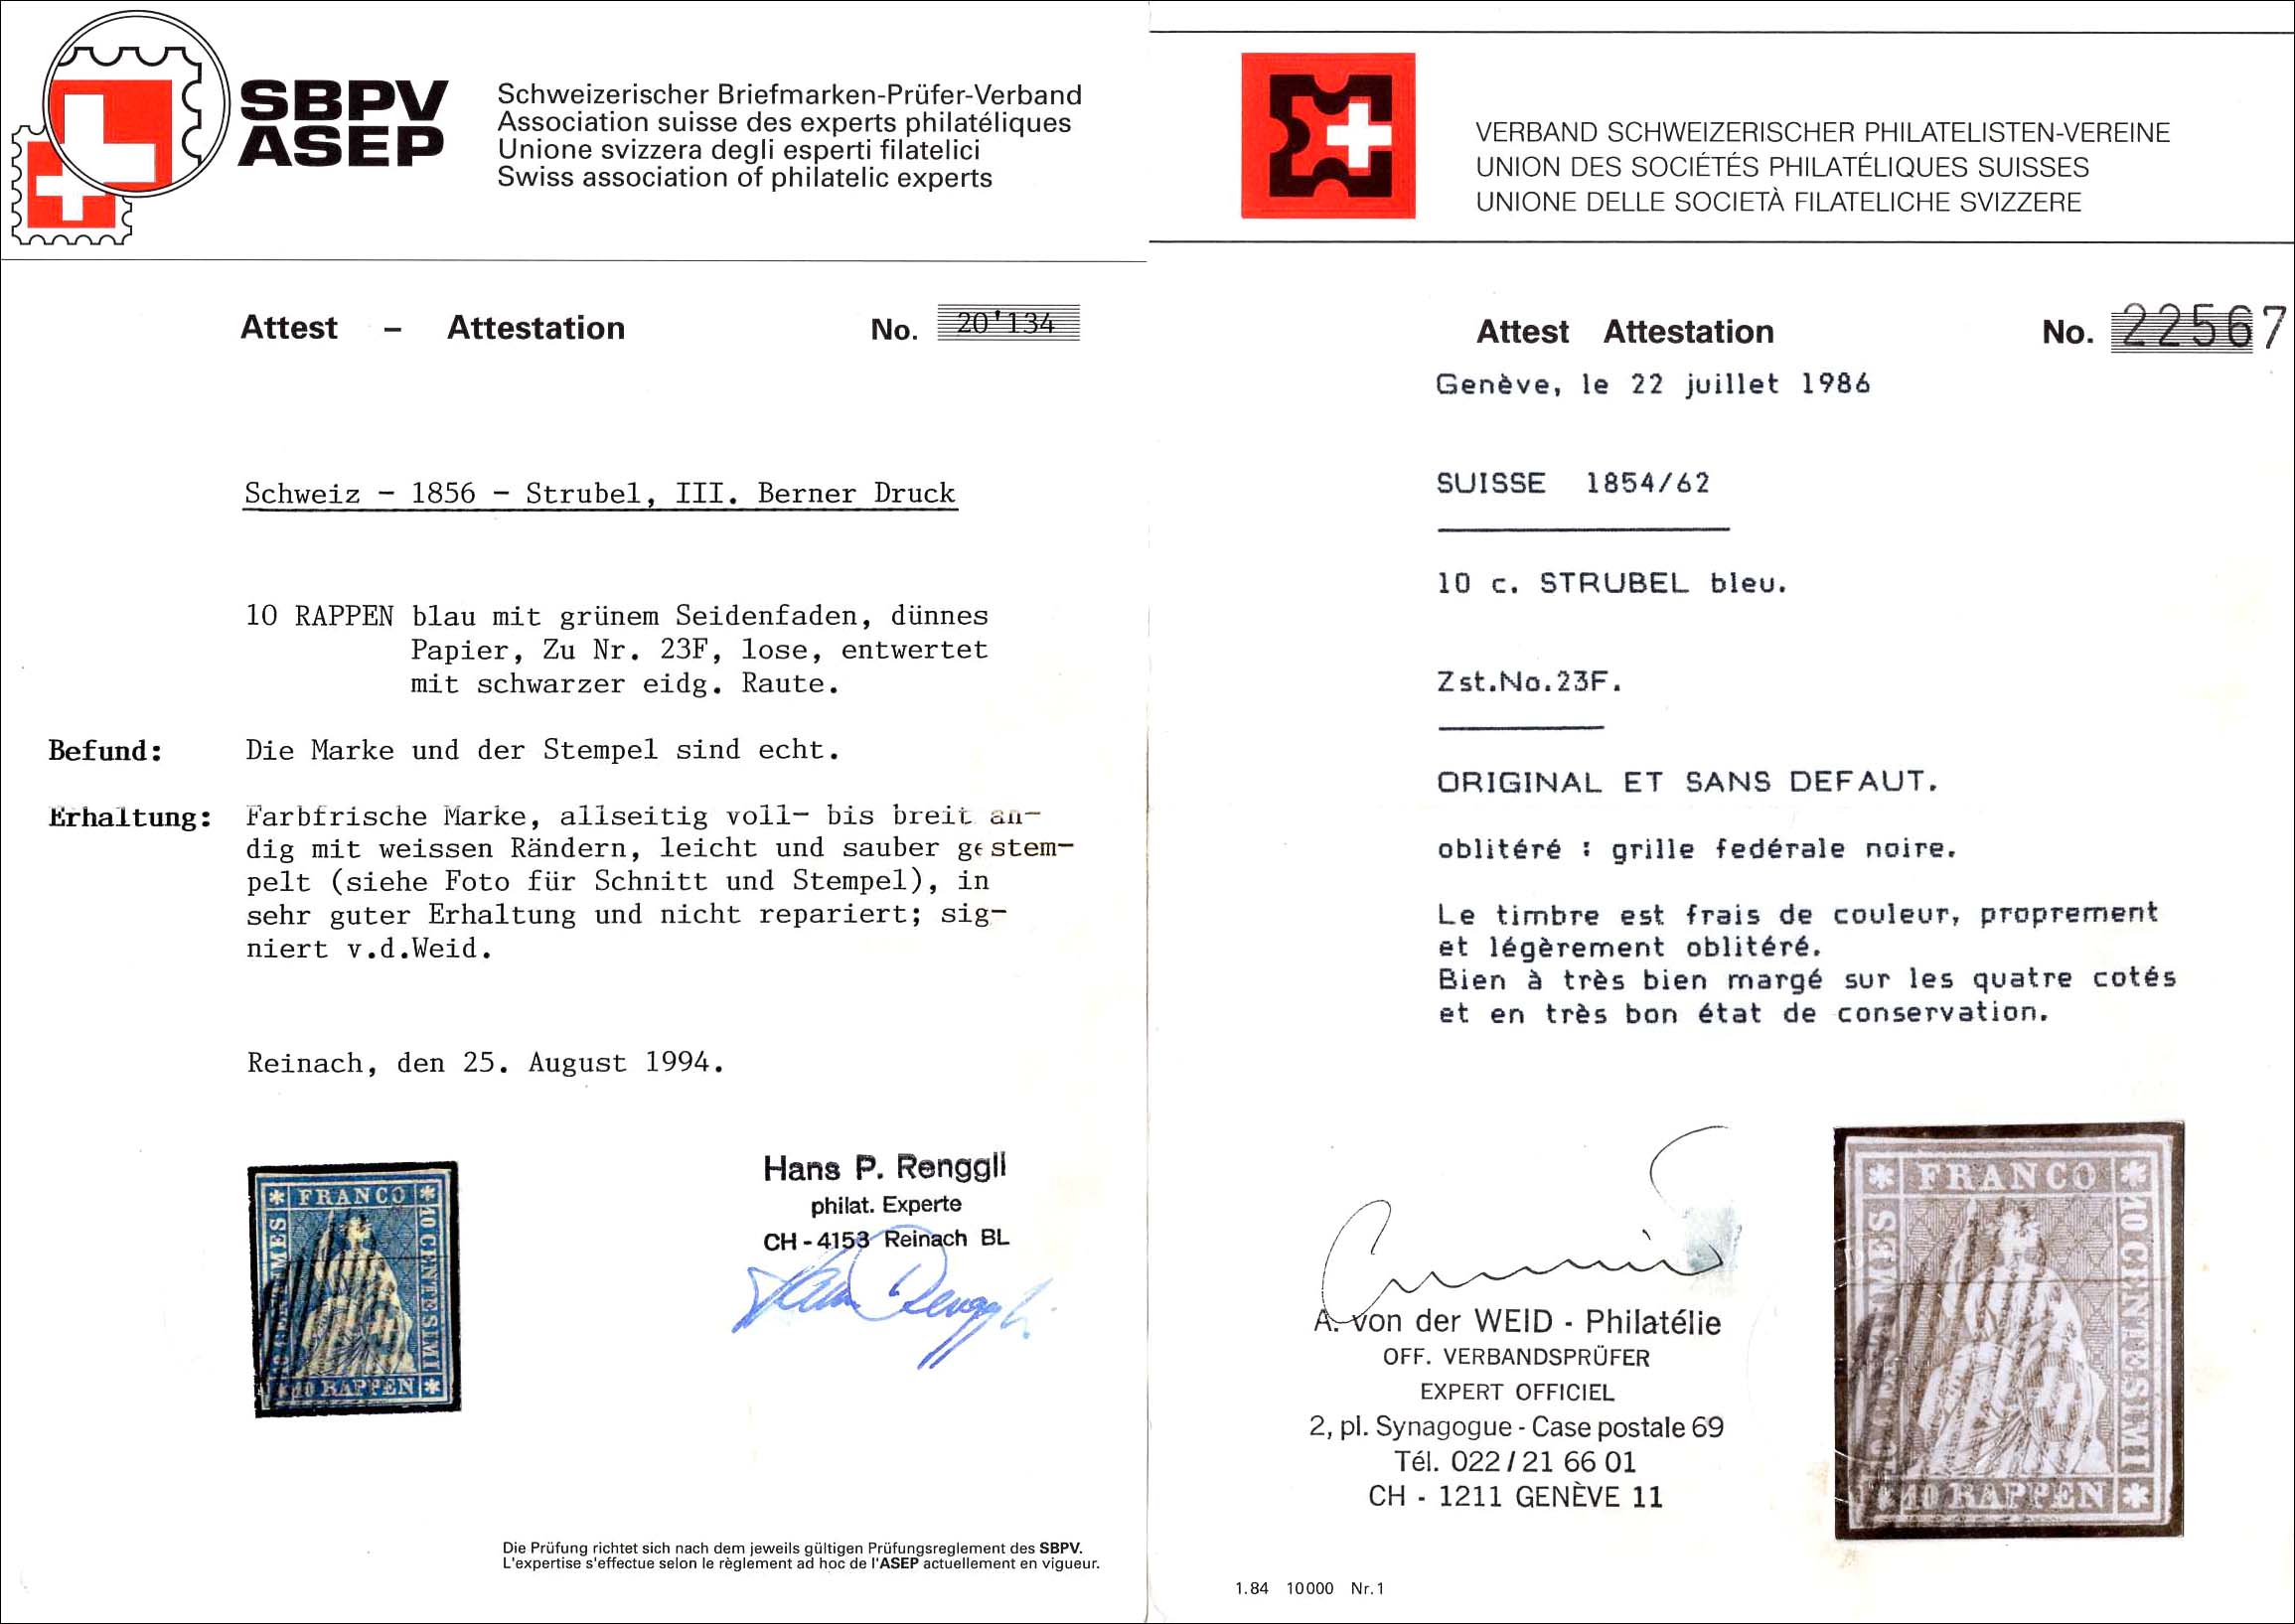 SBPV
ASEP
Schweizerischer Briefmarken-Prüfer-Verband
Association suisse des experts philatéliques
Unione svizzera degli esperti filatelici
Swiss association of philatelic experts
Attest – Attestation No. 20'134
Schweiz - 1856 - Strubel, III. Berner Druck
10 RAPPEN blau mit grünem Seidenfaden, dünnes
Papier, Zu Nr. 23F, lose, entwertet
mit schwarzer eidg. Raute.
Befund: Die Marke und der Stempel sind echt.
Erhaltung: Farbfrische Marke, allseitig voll- bis breit an-
dig mit weissen Rändern, leicht und sauber gestem-
pelt (siehe Foto für Schnitt und Stempel), in
sehr guter Erhaltung und nicht repariert; sig-
niert v.d.Weid.
Reinach, den 25. August 1994.
FRANCO
10 CENTESIMI
10 RAPPEN
Hans P. Renggli
philat. Experte
CH-4153 Reinach BL
Hans Renggli
Die Prüfung richtet sich nach dem jeweils gültigen Prüfungsreglement des SBPV.
L'expertise s'effectue selon le règlement ad hoc de l'ASEP actuellement en vigueur.
VERBAND SCHWEIZERISCHER PHILATELISTEN-VEREINE
UNION DES SOCIÉTÉS PHILATÉLIQUES SUISSES
UNIONE DELLE SOCIETÀ FILATELICHE SVIZZERE
Attest Attestation No. 22567
Genève, le 22 juillet 1986
SUISSE 1854/62
10 c. STRUBEL bleu.
Zst.No.23F.
ORIGINAL ET SANS DEFAUT.
oblitéré : grille fedérale noire.
Le timbre est frais de couleur, proprement
et légèrement oblitéré.
Bien à très bien margé sur les quatre cotés
et en très bon état de conservation.
A. von der WEID - Philatélie
OFF. VERBANDSPRÜFER
EXPERT OFFICIEL
2, pl. Synagogue - Case postale 69
Tél. 022 / 21 66 01
CH - 1211 GENÈVE 11
FRANCO
10 CENTESIMI
10 RAPPEN
1.84 10000 Nr.1